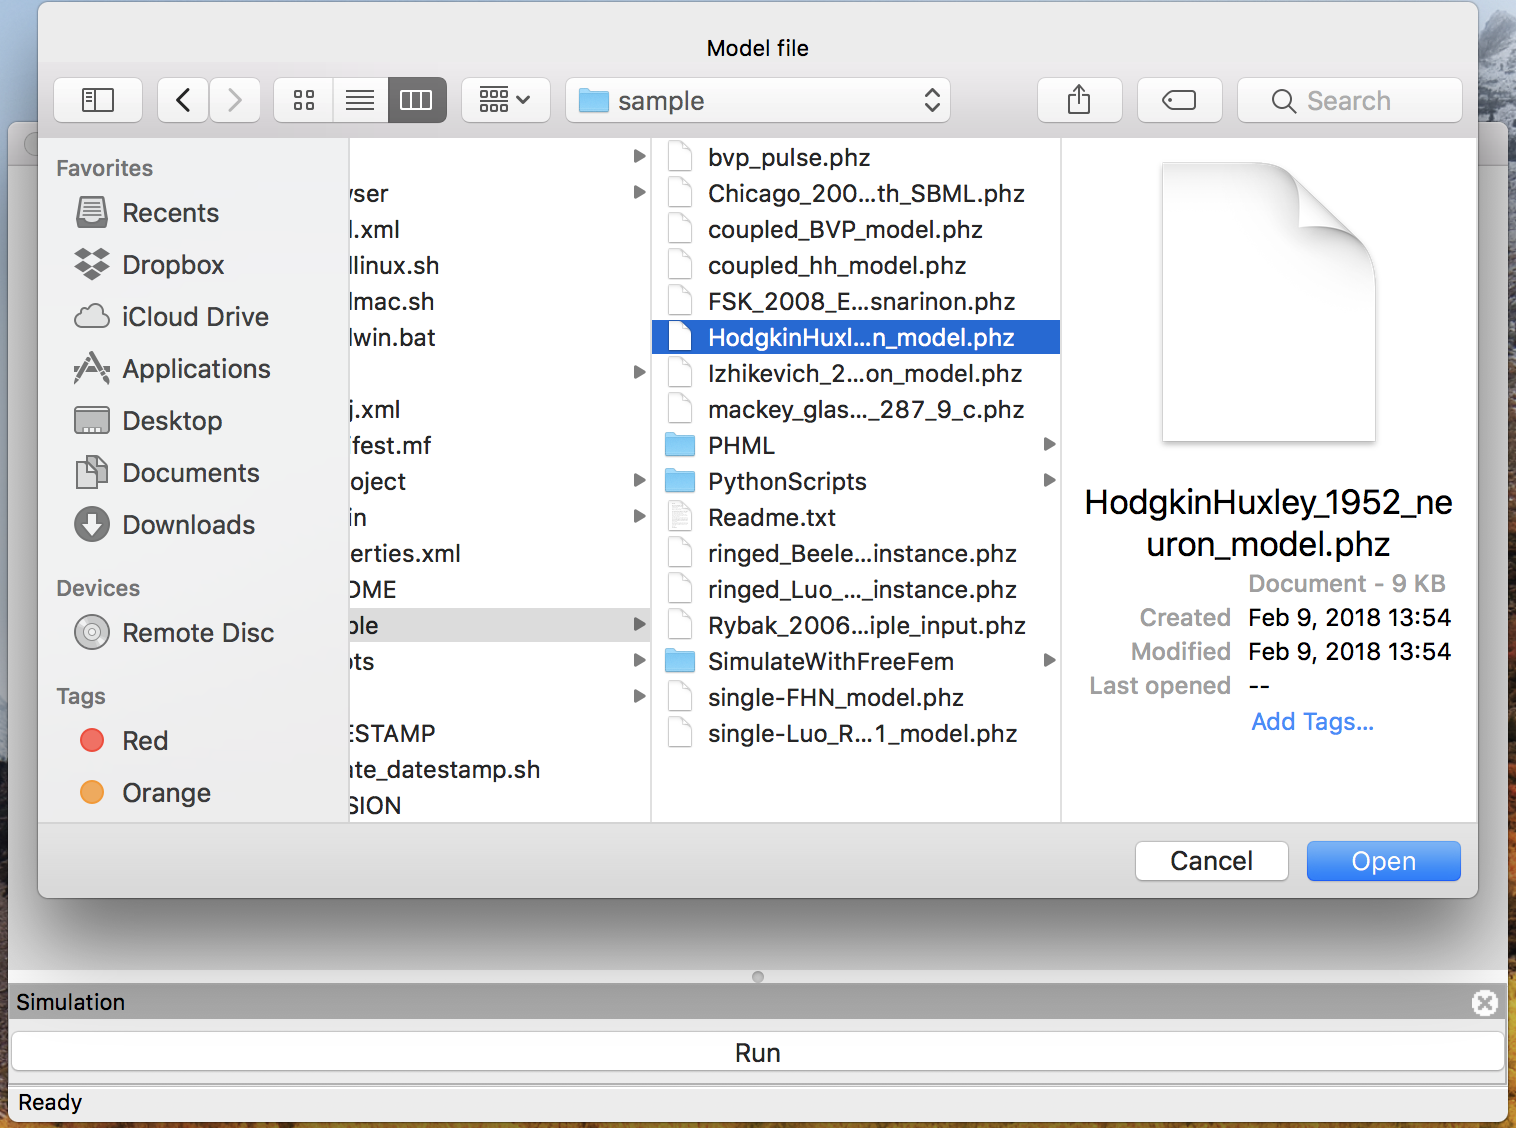 Model file
sample
Search
Favorites
Recents
Dropbox
iCloud Drive
Applications
Desktop
Documents
Downloads
Devices
Remote Disc
Tags
Red
Orange
ser
l.xml
llinux.sh
lmac.sh
lwin.bat
j.xml
fest.mf
oject
in
erties.xml
OME
ple
ts
ESTAMP
te_datestamp.sh
SION
bvp_pulse.phz
Chicago_200...th_SBML.phz
coupled_BVP_model.phz
coupled_hh_model.phz
FSK_2008_E...snarinon.phz
HodgkinHuxl...n_model.phz
Izhikevich_2...on_model.phz
mackey_glas..._287_9_c.phz
PHML
PythonScripts
Readme.txt
ringed_Beele...instance.phz
ringed_Luo_..._instance.phz
Rybak_2006...iple_input.phz
SimulateWithFreeFem
single-FHN_model.phz
single-Luo_R...1_model.phz
HodgkinHuxley_1952_ne
uron_model.phz
Document - 9 KB
Created Feb 9, 2018 13:54
Modified Feb 9, 2018 13:54
Last opened --
Add Tags...
Cancel
Open
Simulation
Run
Ready